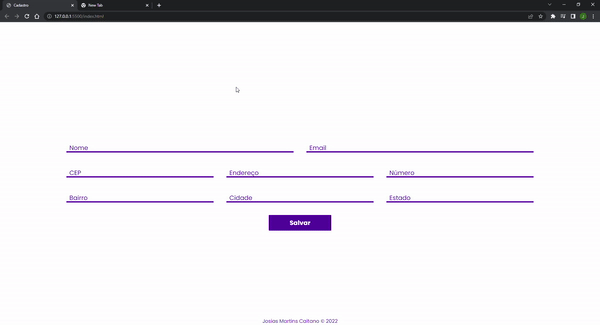 Cadastro
New Tab
127.0.0.1:5500/index.html
Nome
Email
CEP
Endereço
Número
Bairro
Cidade
Estado
Salvar
Josias Martins Caitano © 2022